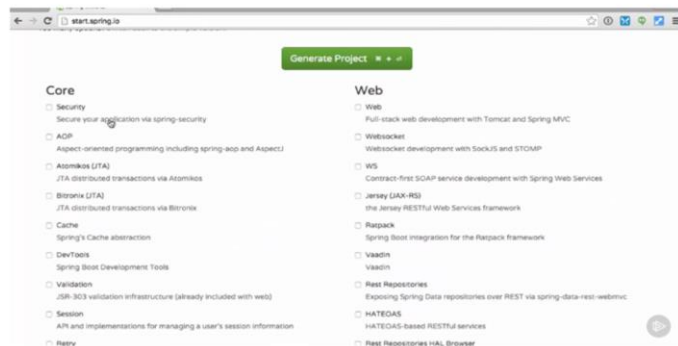 start.spring.io
Generate Project
Core
Security
Secure your application via spring-security
AOP
Aspect-oriented programming including spring-aop and AspectJ
Atomikos (JTA)
JTA distributed transactions via Atomikos
Bitronix (JTA)
JTA distributed transactions via Bitronix
Cache
Spring's Cache abstraction
DevTools
Spring Boot Development Tools
Validation
JSR-303 validation infrastructure (already included with web)
Session
API and implementations for managing a user's session information
Retry
Web
Web
Full-stack web development with Tomcat and Spring MVC
Websocket
Websocket development with SockJS and STOMP
WS
Contract-first SOAP service development with Spring Web Services
Jersey (JAX-RS)
the Jersey RESTful Web Services framework
Ratpack
Spring Boot integration for the Ratpack framework
Vaadin
Vaadin
Rest Repositories
Exposing Spring Data repositories over REST via spring-data-rest-webmvc
HATEOAS
HATEOAS-based RESTful services
Rest Repositories HAL Browser